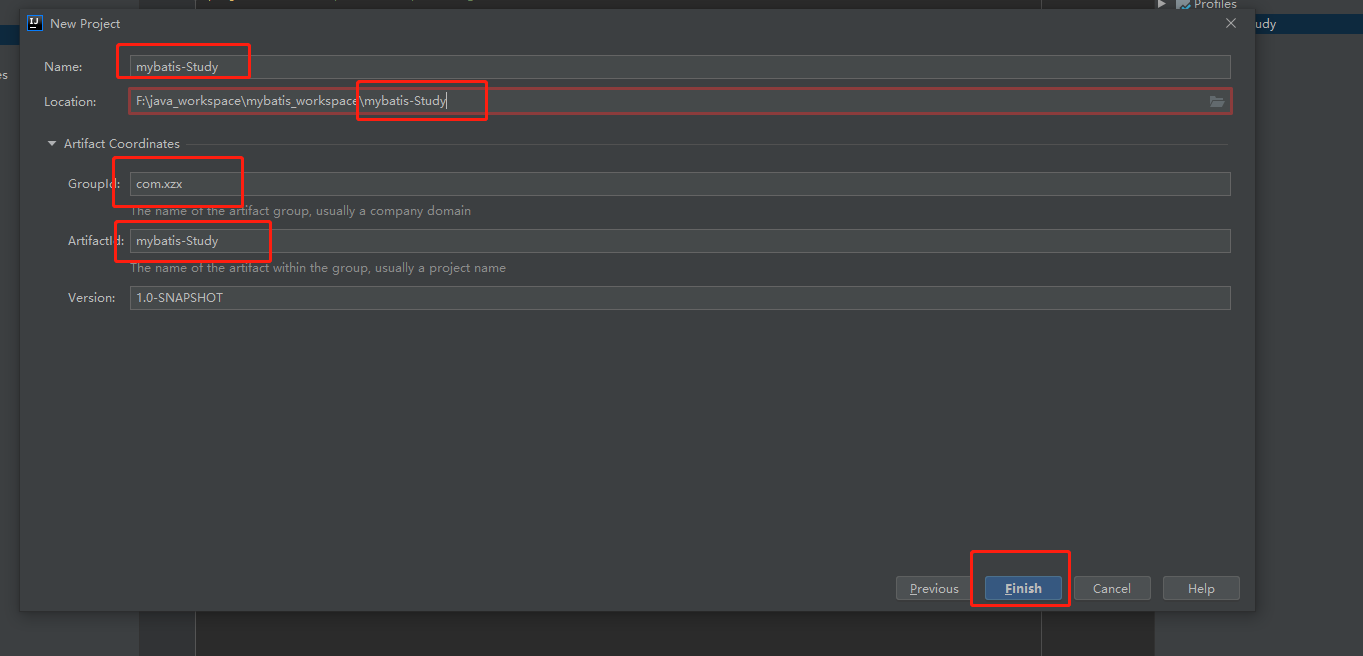 Profiles
New Project
udy
Name: mybatis-Study
es
Location: F:\java_workspace\mybatis_workspace\mybatis-Study
Artifact Coordinates
GroupId: com.xzx
The name of the artifact group, usually a company domain
ArtifactId: mybatis-Study
The name of the artifact within the group, usually a project name
Version: 1.0-SNAPSHOT
Previous Finish Cancel Help